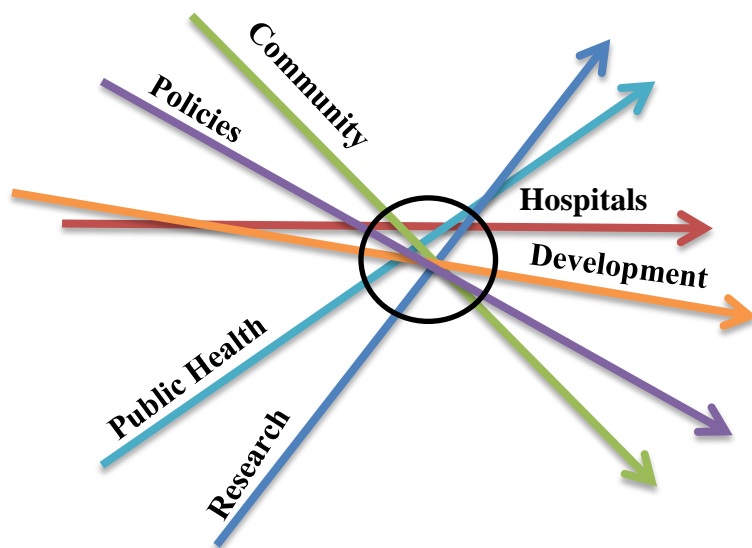 Community
Policies
Hospitals
Development
Public Health
Research